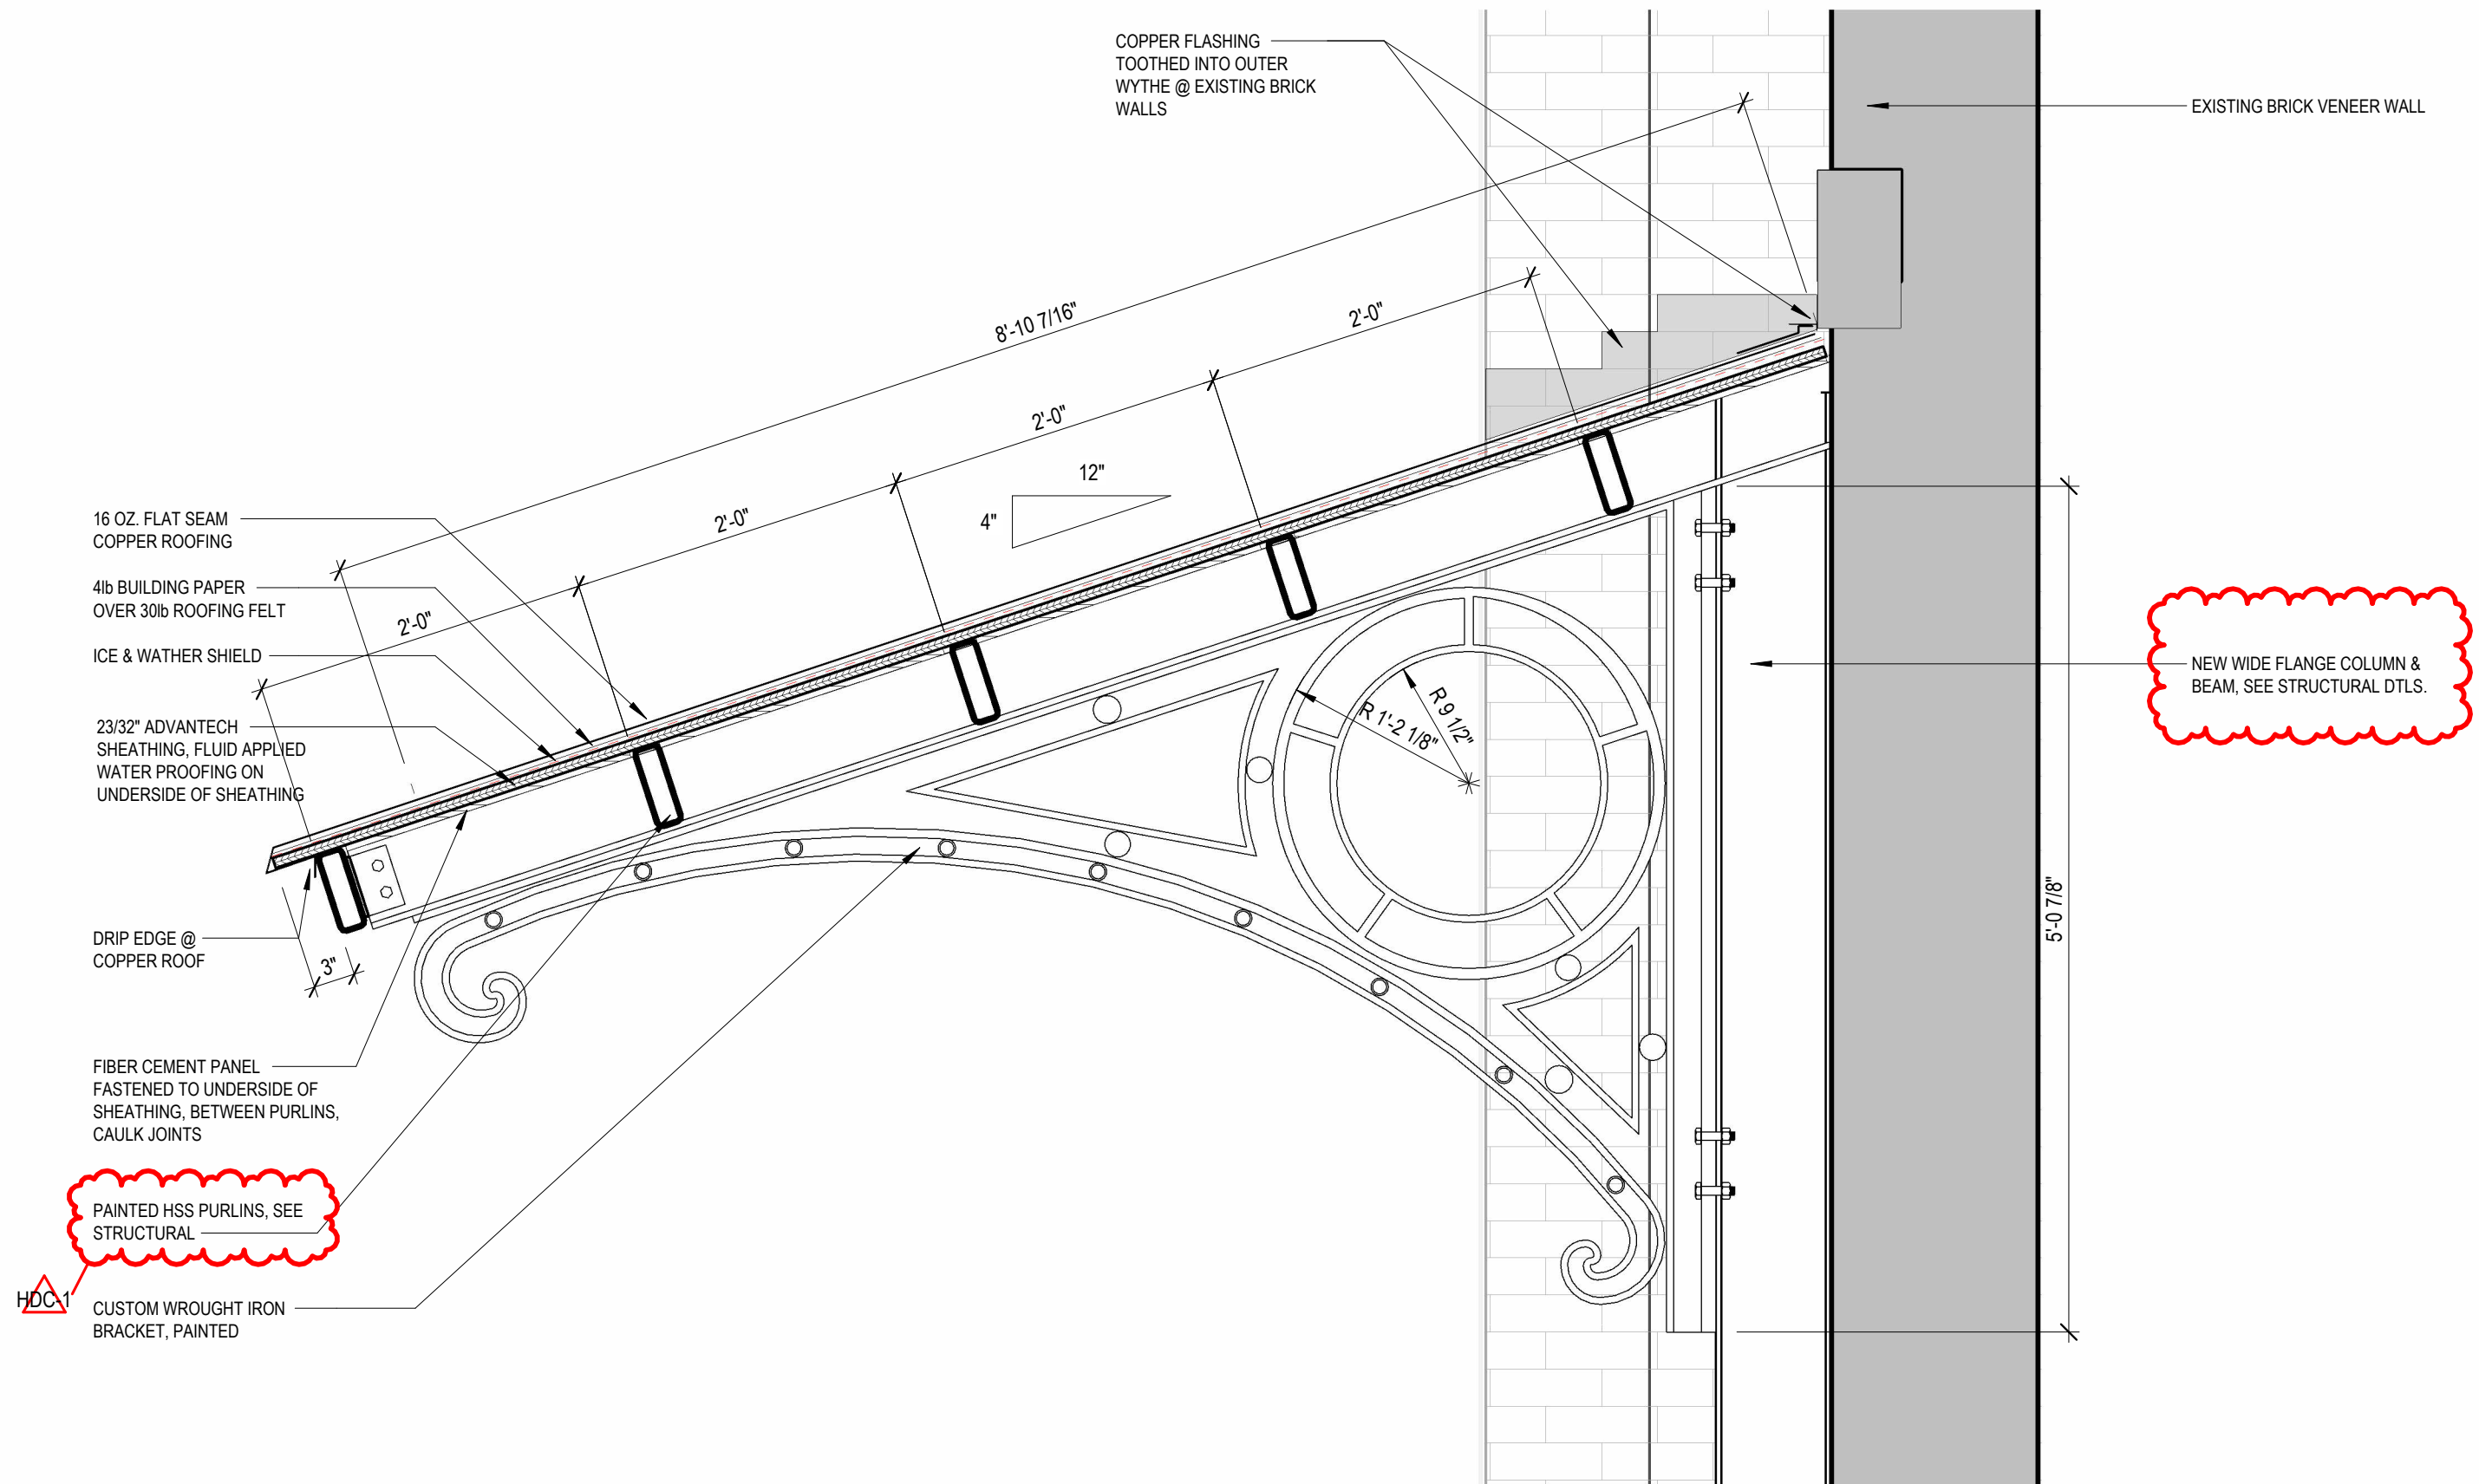 COPPER FLASHING
TOOTHED INTO OUTER
WYTHE @ EXISTING BRICK
WALLS
EXISTING BRICK VENEER WALL
8'-10 7/16"
2'-0"
2'-0"
2'-0"
2'-0"
12"
4"
16 OZ. FLAT SEAM
COPPER ROOFING
4lb BUILDING PAPER
OVER 30lb ROOFING FELT
ICE & WATHER SHIELD
23/32" ADVANTECH
SHEATHING, FLUID APPLIED
WATER PROOFING ON
UNDERSIDE OF SHEATHING
R 1'-2 1/8"
R 9 1/2"
NEW WIDE FLANGE COLUMN &
BEAM, SEE STRUCTURAL DTLS.
5'-0 7/8"
DRIP EDGE @
COPPER ROOF
3"
FIBER CEMENT PANEL
FASTENED TO UNDERSIDE OF
SHEATHING, BETWEEN PURLINS,
CAULK JOINTS
PAINTED HSS PURLINS, SEE
STRUCTURAL
HDC-1
CUSTOM WROUGHT IRON
BRACKET, PAINTED